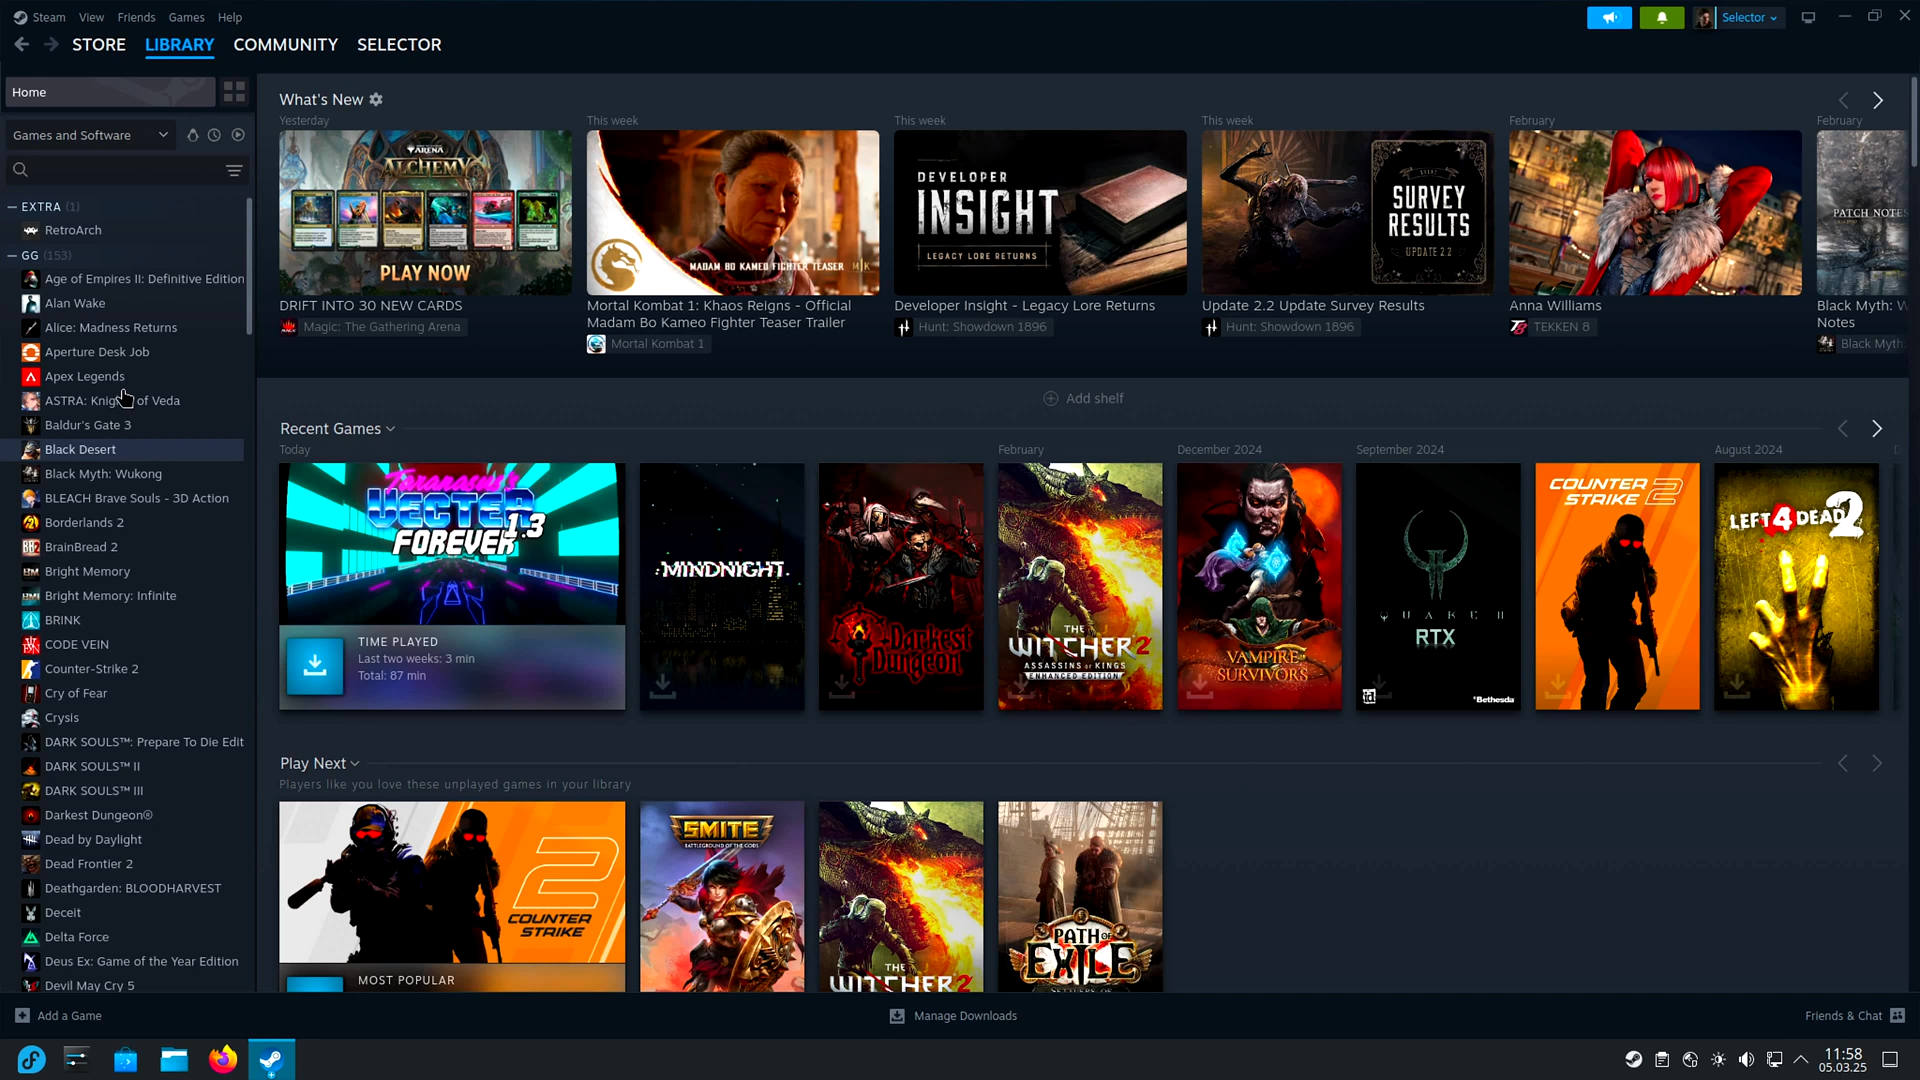 Steam View Friends Games Help
Selector
STORE LIBRARY COMMUNITY SELECTOR
Home
Games and Software
EXTRA (1)
RetroArch
GG (153)
Age of Empires II: Definitive Edition
Alan Wake
Alice: Madness Returns
Aperture Desk Job
Apex Legends
ASTRA: Knights of Veda
Baldur's Gate 3
Black Desert
Black Myth: Wukong
BLEACH Brave Souls - 3D Action
Borderlands 2
BrainBread 2
Bright Memory
Bright Memory: Infinite
BRINK
CODE VEIN
Counter-Strike 2
Cry of Fear
Crysis
DARK SOULS™: Prepare To Die Edit
DARK SOULS™ II
DARK SOULS™ III
Darkest Dungeon®
Dead by Daylight
Dead Frontier 2
Deathgarden: BLOODHARVEST
Deceit
Delta Force
Deus Ex: Game of the Year Edition
Devil May Cry 5
What's New
Yesterday
ARENA
ALCHEMY
PLAY NOW
DRIFT INTO 30 NEW CARDS
Magic: The Gathering Arena
This week
MADAM BO KAMEO FIGHTER TEASER
Mortal Kombat 1: Khaos Reigns - Official
Madam Bo Kameo Fighter Teaser Trailer
Mortal Kombat 1
This week
DEVELOPER
INSIGHT
LEGACY LORE RETURNS
Developer Insight - Legacy Lore Returns
Hunt: Showdown 1896
This week
SURVEY
RESULTS
UPDATE 2.2
Update 2.2 Update Survey Results
Hunt: Showdown 1896
February
Anna Williams
TEKKEN 8
February
PATCH NOTES
Black Myth: W
Notes
Black Myth:
Add shelf
Recent Games
Today
Taranasus's
VECTER
FOREVER 1.3
TIME PLAYED
Last two weeks: 3 min
Total: 87 min
MINDNIGHT
Darkest
Dungeon
February
THE
WITCHER 2
ASSASSINS OF KINGS
ENHANCED EDITION
December 2024
VAMPIRE
SURVIVORS
September 2024
QUAKE II
RTX
id
Bethesda
COUNTER
STRIKE 2
August 2024
LEFT 4 DEAD 2
Play Next
Players like you love these unplayed games in your library
2
COUNTER
STRIKE
MOST POPULAR
SMITE
BATTLEGROUND OF THE GODS
THE
WITCHER 2
PATH OF
EXILE
SETTLERS OF
Add a Game
Manage Downloads
Friends & Chat
11:58
05.03.25